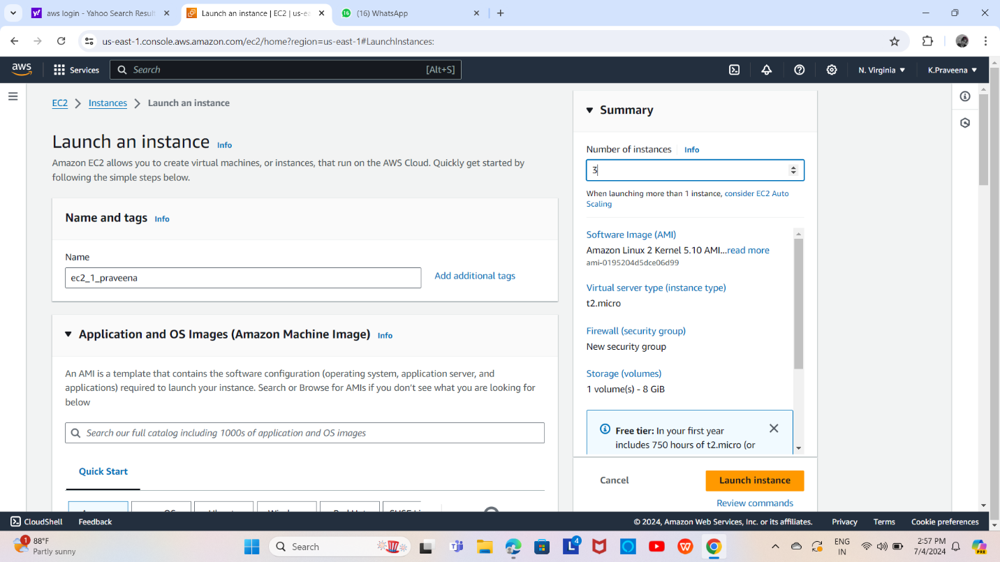 aws login - Yahoo Search Result
Launch an instance | EC2 | us-ea
16
(16) WhatsApp
us-east-1.console.aws.amazon.com/ec2/home?region=us-east-1#LaunchInstances:
aws
Services
Search
[Alt+S]
N. Virginia
K.Praveena
EC2
Instances
Launch an instance
Launch an instance Info
Amazon EC2 allows you to create virtual machines, or instances, that run on the AWS Cloud. Quickly get started by
following the simple steps below.
Name and tags Info
Name
ec2_1_praveena
Add additional tags
Application and OS Images (Amazon Machine Image) Info
An AMI is a template that contains the software configuration (operating system, application server, and
applications) required to launch your instance. Search or Browse for AMIs if you don't see what you are looking for
below
Search our full catalog including 1000s of application and OS images
Quick Start
Summary
Number of instances Info
3
When launching more than 1 instance, consider EC2 Auto
Scaling
Software Image (AMI)
Amazon Linux 2 Kernel 5.10 AMI...read more
ami-0195204d5dce06d99
Virtual server type (instance type)
t2.micro
Firewall (security group)
New security group
Storage (volumes)
1 volume(s) - 8 GiB
Free tier: In your first year
includes 750 hours of t2.micro (or
Cancel
Launch instance
Review commands
CloudShell
Feedback
© 2024, Amazon Web Services, Inc. or its affiliates.
Privacy
Terms
Cookie preferences
1
88°F
Partly sunny
Search
4
ENG
IN
2:57 PM
7/4/2024
PRE